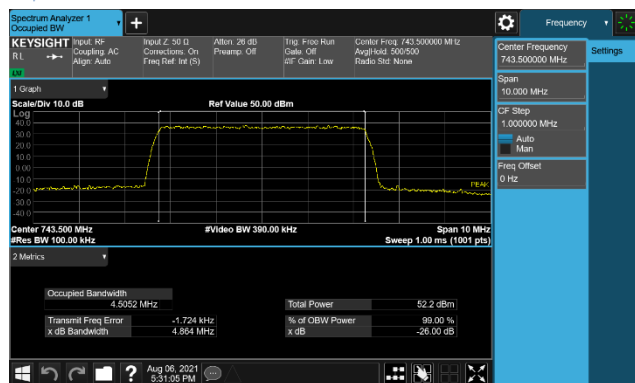 Spectrum Analyzer 1
Occupied BW
+
Frequency
KEYSIGHT
R L
Input: RF
Coupling: AC
Align: Auto
Input Z: 50 Ω
Corrections: On
Freq Ref: Int (S)
Atten: 26 dB
Preamp: Off
Trig: Free Run
Gate: Off
#IF Gain: Low
Center Freq: 743.500000 MHz
Avg|Hold: 500/500
Radio Std: None
Center Frequency
743.500000 MHz
Settings
Span
10.000 MHz
CF Step
1.000000 MHz
Auto
Man
Freq Offset
0 Hz
1 Graph
Scale/Div 10.0 dB
Ref Value 50.00 dBm
Log
40.0
30.0
20.0
10.0
0.00
-10.0
-20.0
-30.0
-40.0
PEAK
Center 743.500 MHz
#Video BW 390.00 kHz
Span 10 MHz
#Res BW 100.00 kHz
Sweep 1.00 ms (1001 pts)
2 Metrics
Occupied Bandwidth
4.5052 MHz
Total Power
52.2 dBm
Transmit Freq Error
-1.724 kHz
% of OBW Power
99.00 %
x dB Bandwidth
4.864 MHz
x dB
-26.00 dB
?
Aug 06, 2021
5:31:05 PM